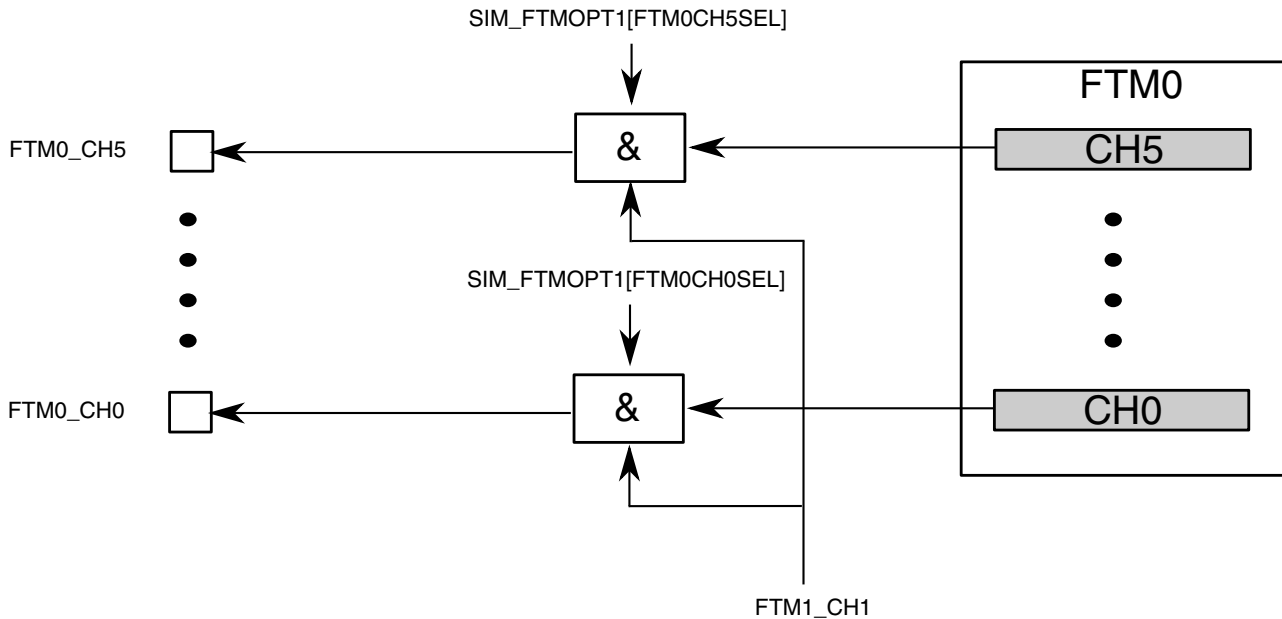 SIM_FTMOPT1[FTM0CH5SEL]
FTM0
FTM0_CH5
&
CH5
SIM_FTMOPT1[FTM0CH0SEL]
FTM0_CH0
&
CH0
FTM1_CH1